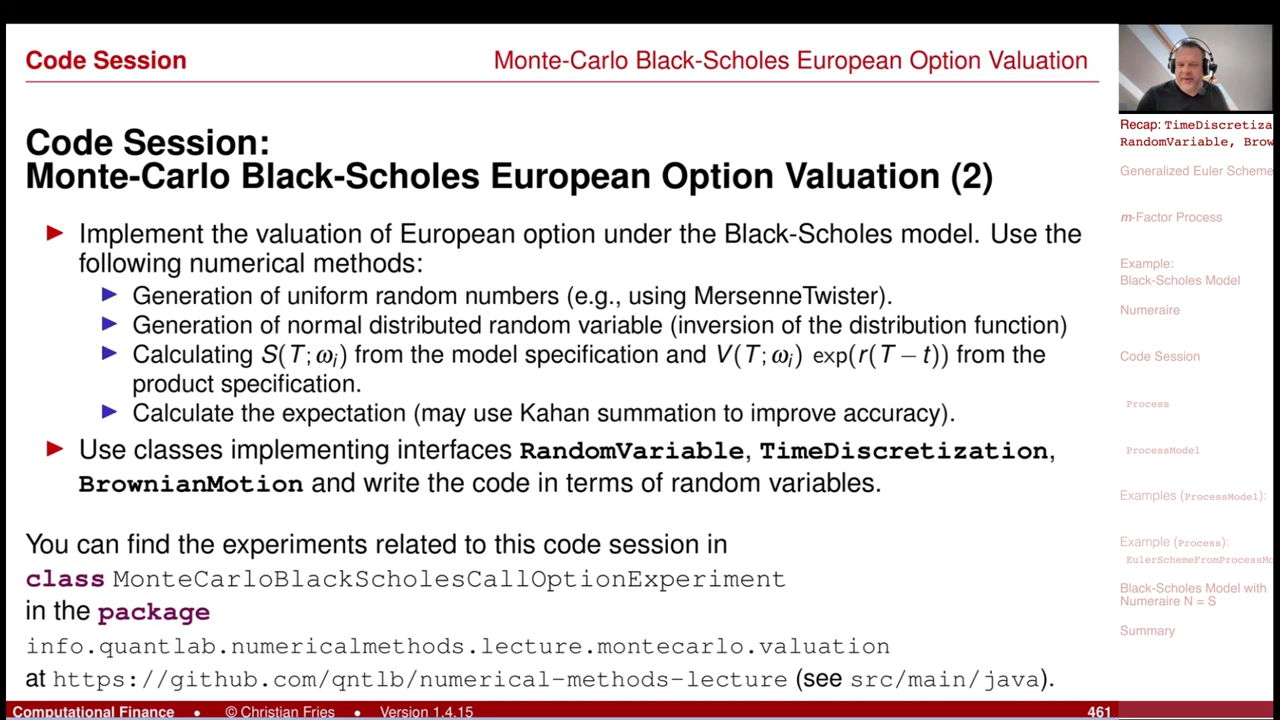 Code Session
Monte-Carlo Black-Scholes European Option Valuation
Code Session:
Monte-Carlo Black-Scholes European Option Valuation (2)
► Implement the valuation of European option under the Black-Scholes model. Use the
following numerical methods:
► Generation of uniform random numbers (e.g., using MersenneTwister).
► Generation of normal distributed random variable (inversion of the distribution function)
► Calculating S(T; ωᵢ) from the model specification and V(T; ωᵢ) exp(r(T − t)) from the
product specification.
► Calculate the expectation (may use Kahan summation to improve accuracy).
► Use classes implementing interfaces RandomVariable, TimeDiscretization,
BrownianMotion and write the code in terms of random variables.
You can find the experiments related to this code session in
class MonteCarloBlackScholesCallOptionExperiment
in the package
info.quantlab.numericalmethods.lecture.montecarlo.valuation
at https://github.com/qntlb/numerical-methods-lecture (see src/main/java).
Recap: TimeDiscretiza
RandomVariable, Brow
Generalized Euler Scheme
m-Factor Process
Example:
Black-Scholes Model
Numeraire
Code Session
Process
ProcessModel
Examples (ProcessModel):
Example (Process):
EulerSchemeFromProcessMo
Black-Scholes Model with
Numeraire N = S
Summary
Computational Finance • © Christian Fries • Version 1.4.15
461